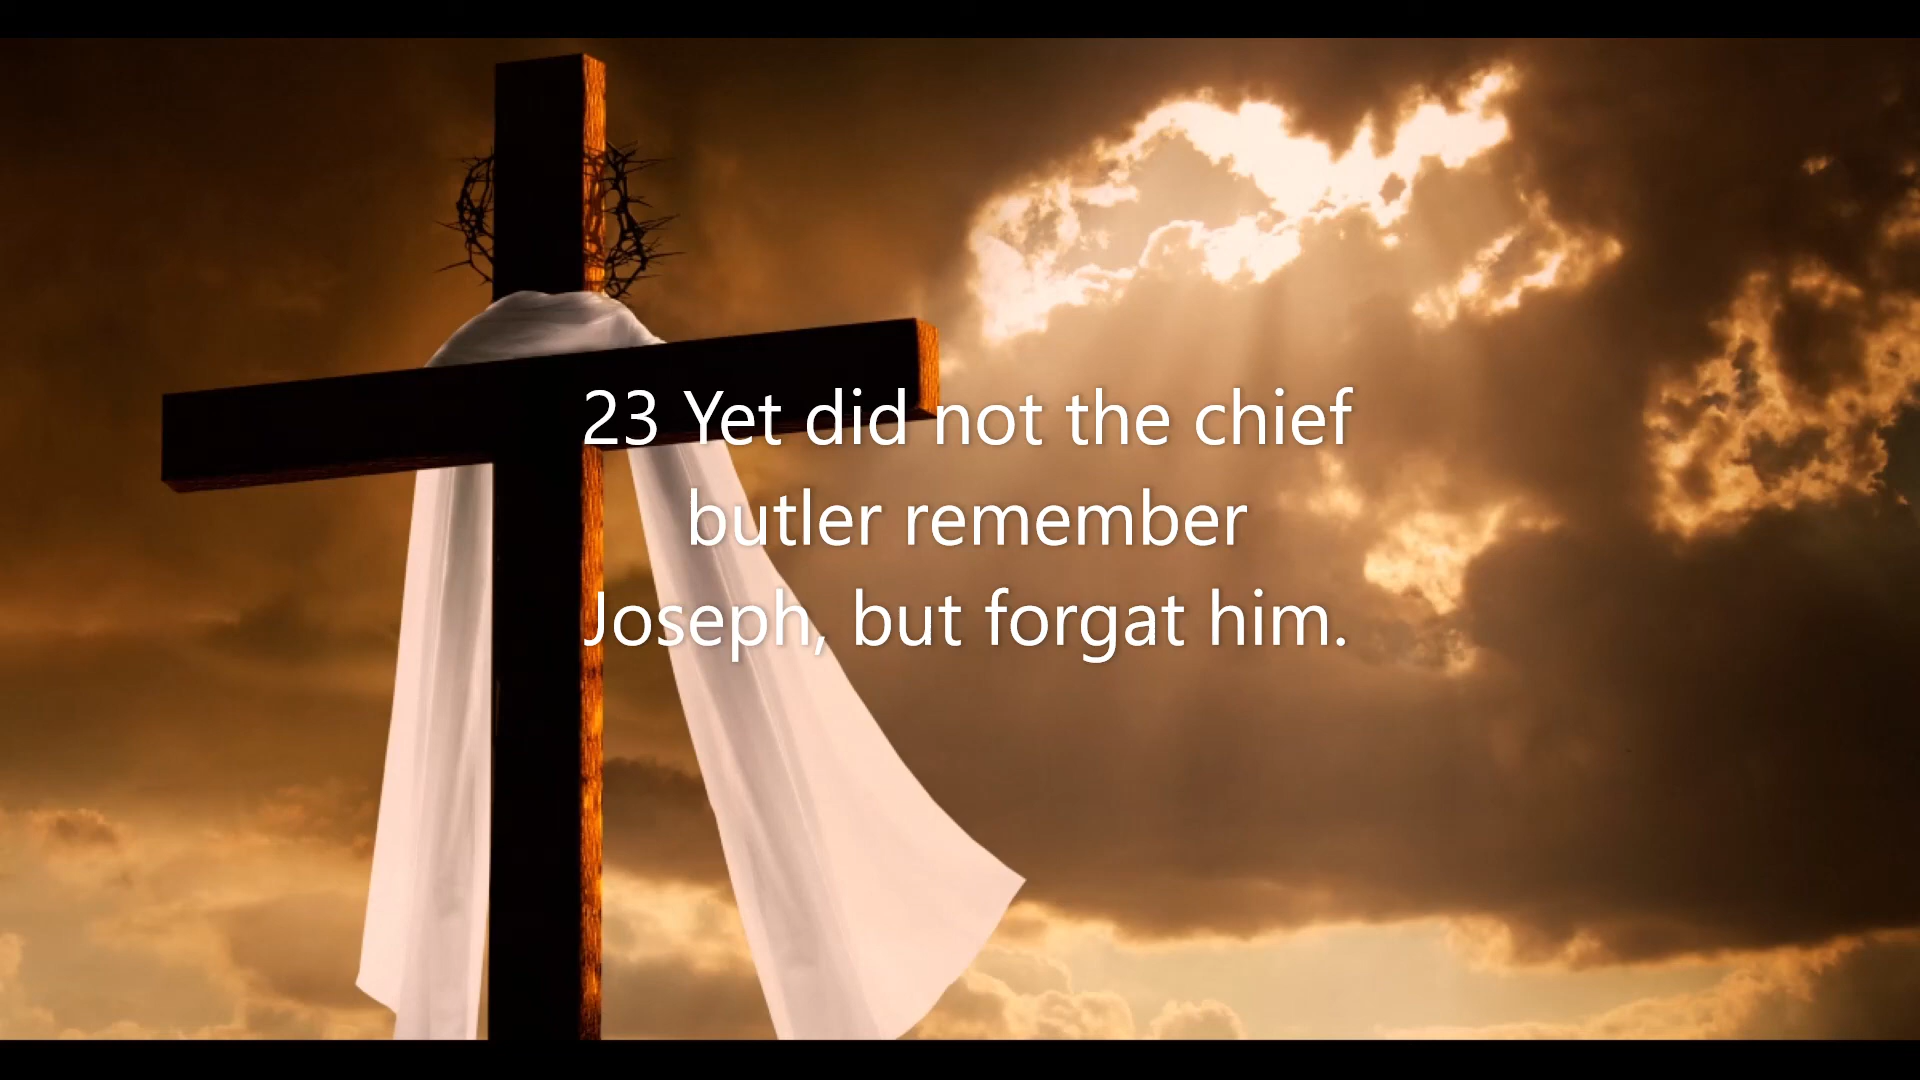 23 Yet did not the chief
butler remember
Joseph, but forgat him.